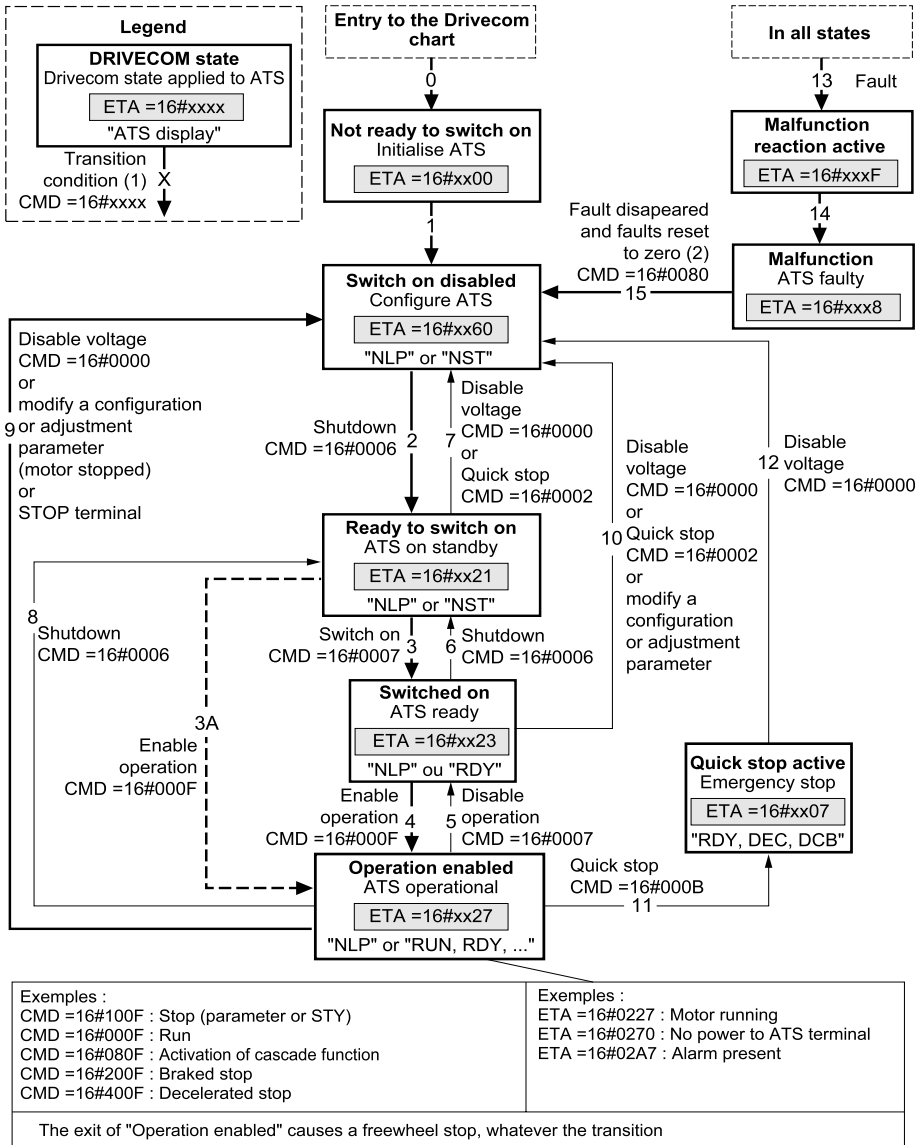 Legend
DRIVECOM state
Drivecom state applied to ATS
ETA =16#xxxx
"ATS display"
Transition
condition (1)
X
CMD =16#xxxx
Entry to the Drivecom
chart
0
Not ready to switch on
Initialise ATS
ETA =16#xx00
1
In all states
13
Fault
Malfunction
reaction active
ETA =16#xxxF
14
Malfunction
ATS faulty
ETA =16#xxx8
Fault disapeared
and faults reset
to zero (2)
CMD =16#0080
15
Switch on disabled
Configure ATS
ETA =16#xx60
"NLP" or "NST"
Disable voltage
CMD =16#0000
or
modify a configuration
or adjustment
parameter
(motor stopped)
or
STOP terminal
9
Shutdown
CMD =16#0006
2
7
Disable
voltage
CMD =16#0000
or
Quick stop
CMD =16#0002
Disable
voltage
CMD =16#0000
or
Quick stop
CMD =16#0002
or
modify a
configuration
or adjustment
parameter
10
12
Disable
voltage
CMD =16#0000
Ready to switch on
ATS on standby
ETA =16#xx21
"NLP" or "NST"
8
Shutdown
CMD =16#0006
Switch on
CMD =16#0007
3
6
Shutdown
CMD =16#0006
Switched on
ATS ready
ETA =16#xx23
"NLP" ou "RDY"
3A
Enable
operation
CMD =16#000F
Enable
operation
CMD =16#000F
4
5
Disable
operation
CMD =16#0007
Quick stop active
Emergency stop
ETA =16#xx07
"RDY, DEC, DCB"
Operation enabled
ATS operational
ETA =16#xx27
"NLP" or "RUN, RDY, ..."
Quick stop
CMD =16#000B
11
Exemples :
CMD =16#100F : Stop (parameter or STY)
CMD =16#000F : Run
CMD =16#080F : Activation of cascade function
CMD =16#200F : Braked stop
CMD =16#400F : Decelerated stop
Exemples :
ETA =16#0227 : Motor running
ETA =16#0270 : No power to ATS terminal
ETA =16#02A7 : Alarm present
The exit of "Operation enabled" causes a freewheel stop, whatever the transition